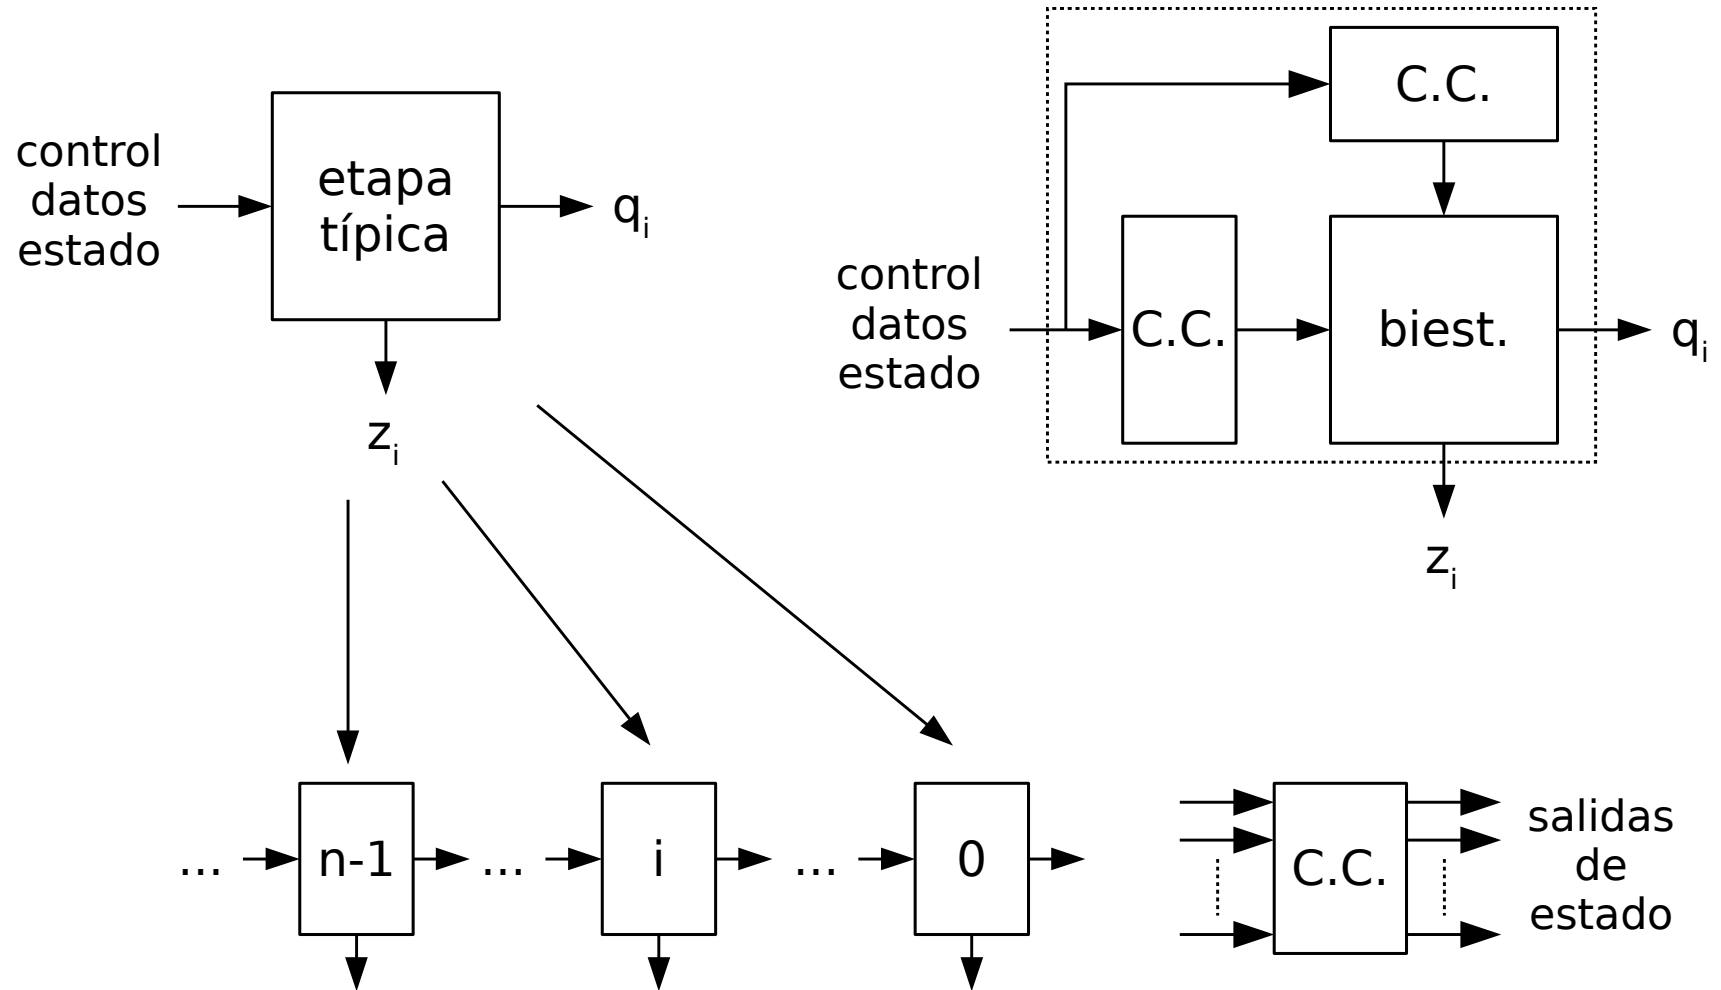 control
datos
estado
etapa
típica
qi
zi
C.C.
control
datos
estado
C.C.
biest.
qi
zi
... n-1 ... i ... 0
C.C.
salidas
de
estado